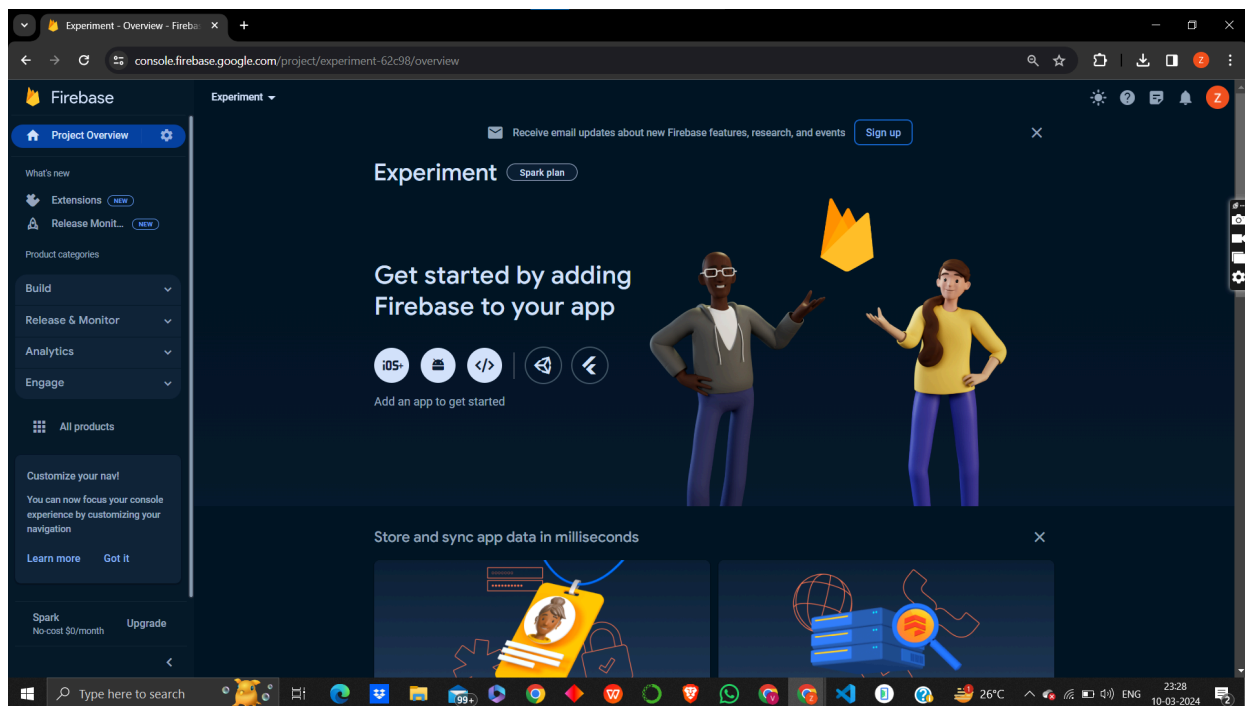 Experiment - Overview - Fireba
console.firebase.google.com/project/experiment-62c98/overview
Z
Firebase
Experiment
Z
Project Overview
Receive email updates about new Firebase features, research, and events
Sign up
What's new
Extensions NEW
Release Monit... NEW
Product categories
Build
Release & Monitor
Analytics
Engage
All products
Customize your nav!
You can now focus your console
experience by customizing your
navigation
Learn more Got it
Spark
No-cost $0/month
Upgrade
Experiment Spark plan
Get started by adding
Firebase to your app
iOS+
</>
Add an app to get started
Store and sync app data in milliseconds
Type here to search
99+
26°C
ENG
23:28
10-03-2024
2